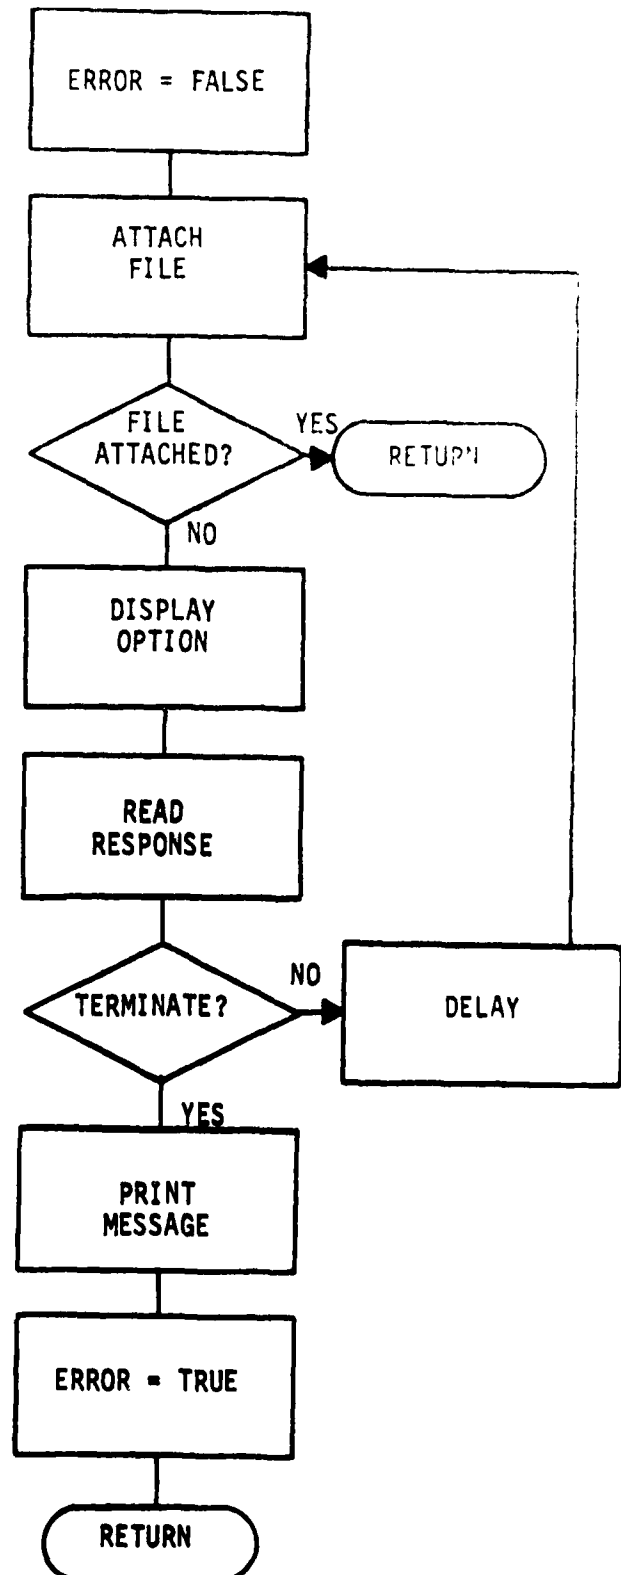 ERROR = FALSE
ATTACH
FILE
FILE
ATTACHED?
YES
RETURN
NO
DISPLAY
OPTION
READ
RESPONSE
TERMINATE?
NO
DELAY
YES
PRINT
MESSAGE
ERROR = TRUE
RETURN